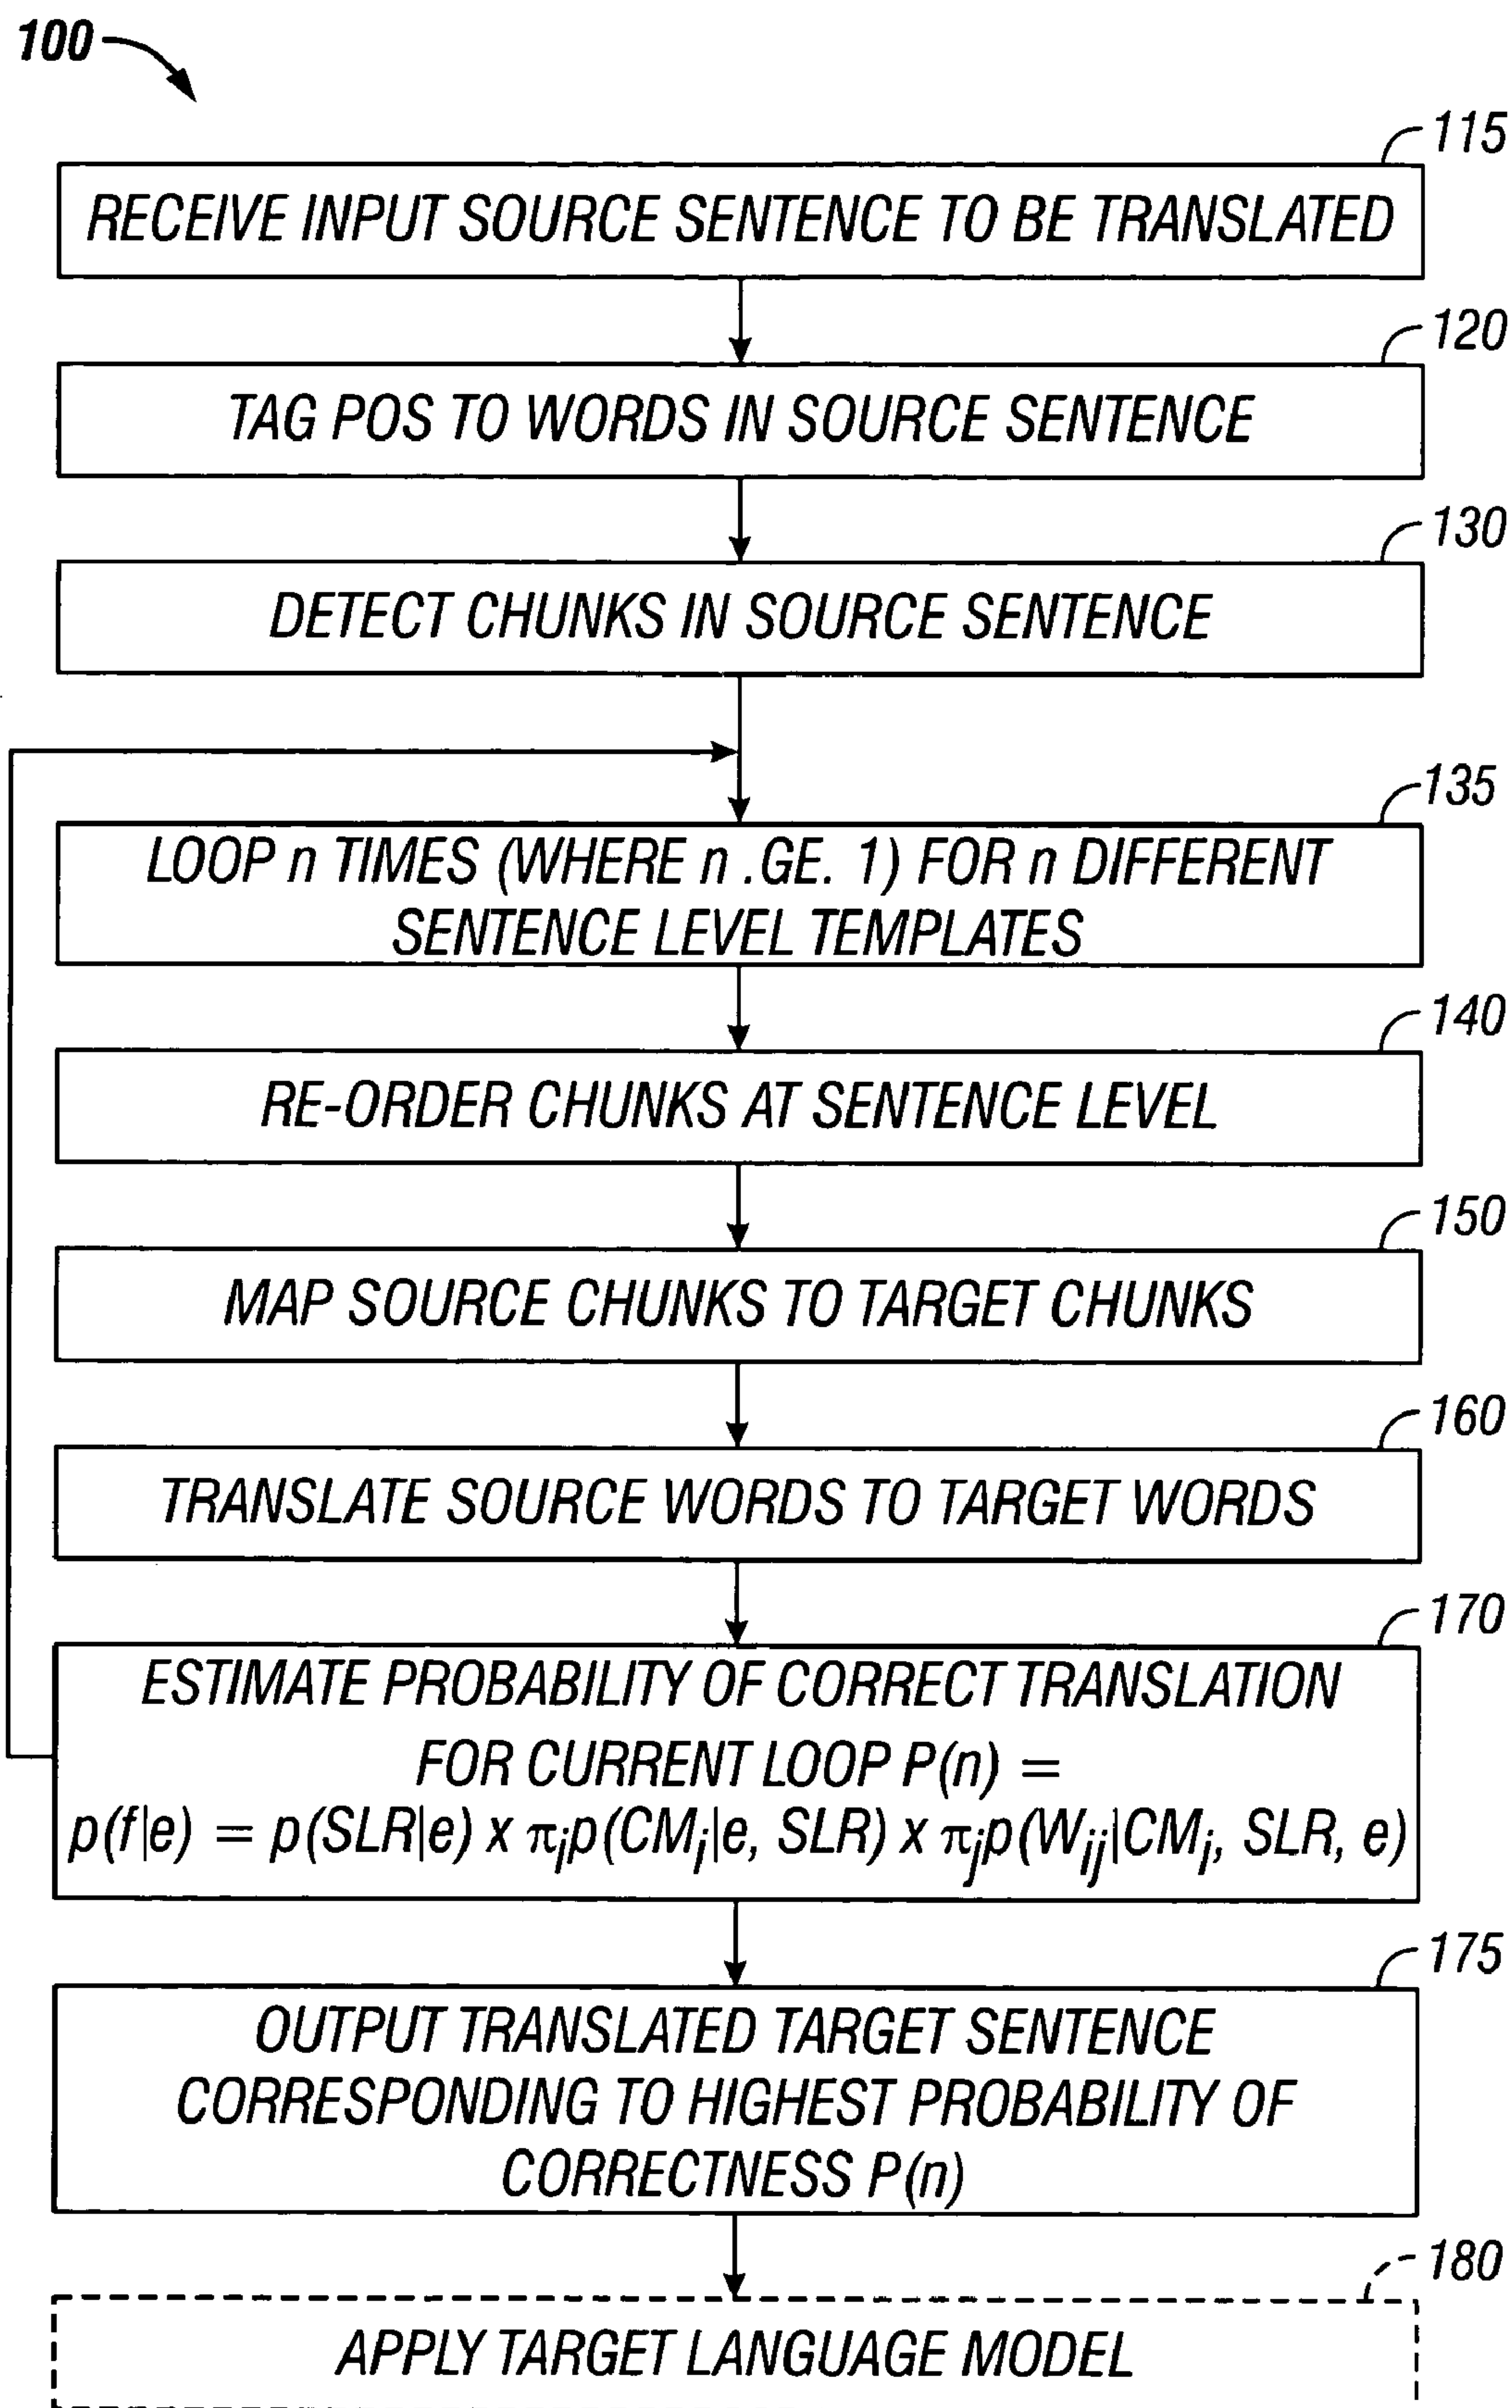 100
115
RECEIVE INPUT SOURCE SENTENCE TO BE TRANSLATED
120
TAG POS TO WORDS IN SOURCE SENTENCE
130
DETECT CHUNKS IN SOURCE SENTENCE
135
LOOP n TIMES (WHERE n .GE. 1) FOR n DIFFERENT
SENTENCE LEVEL TEMPLATES
140
RE-ORDER CHUNKS AT SENTENCE LEVEL
150
MAP SOURCE CHUNKS TO TARGET CHUNKS
160
TRANSLATE SOURCE WORDS TO TARGET WORDS
170
ESTIMATE PROBABILITY OF CORRECT TRANSLATION
FOR CURRENT LOOP P(n) =
p(f|e) = p(SLR|e) x π_i p(CM_i|e, SLR) x π_j p(W_ij|CM_i, SLR, e)
175
OUTPUT TRANSLATED TARGET SENTENCE
CORRESPONDING TO HIGHEST PROBABILITY OF
CORRECTNESS P(n)
180
APPLY TARGET LANGUAGE MODEL